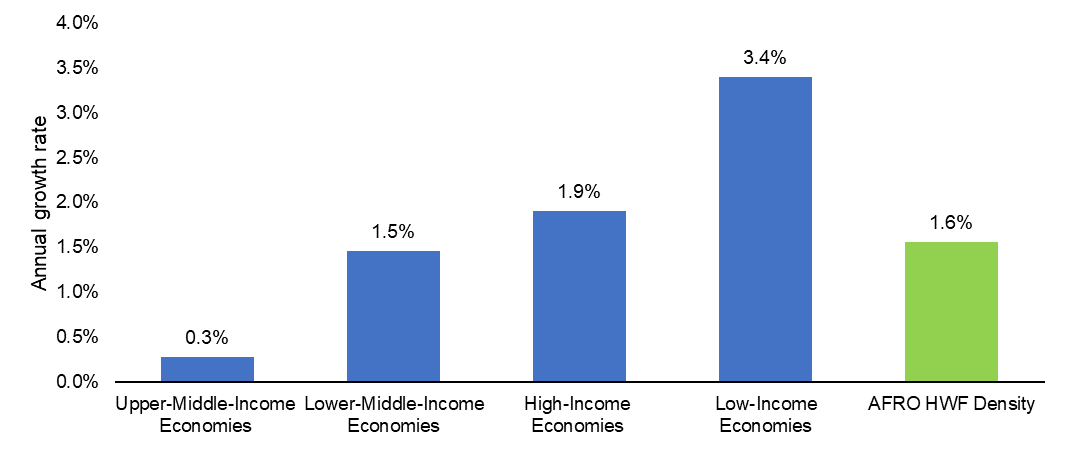 4.0%
3.5%
3.0%
2.5%
2.0%
1.5%
1.0%
0.5%
0.0%
Annual growth rate
0.3%
1.5%
1.9%
3.4%
1.6%
Upper-Middle-Income
Economies
Lower-Middle-Income
Economies
High-Income
Economies
Low-Income
Economies
AFRO HWF Density